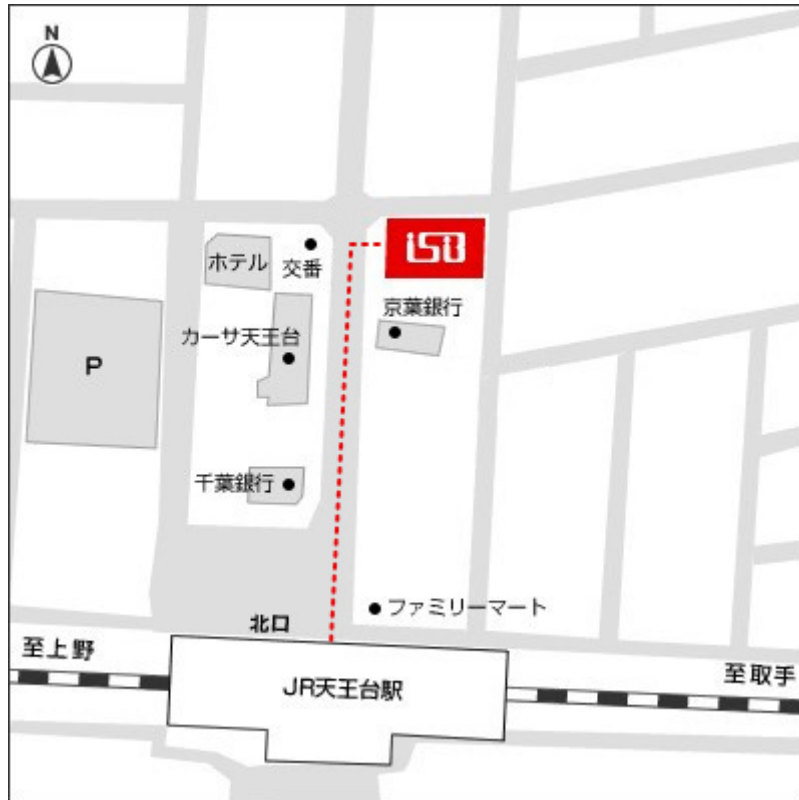 N
iSB
ホテル
交番
京葉銀行
カーサ天王台
P
千葉銀行
ファミリーマート
北口
至上野
JR天王台駅
至取手